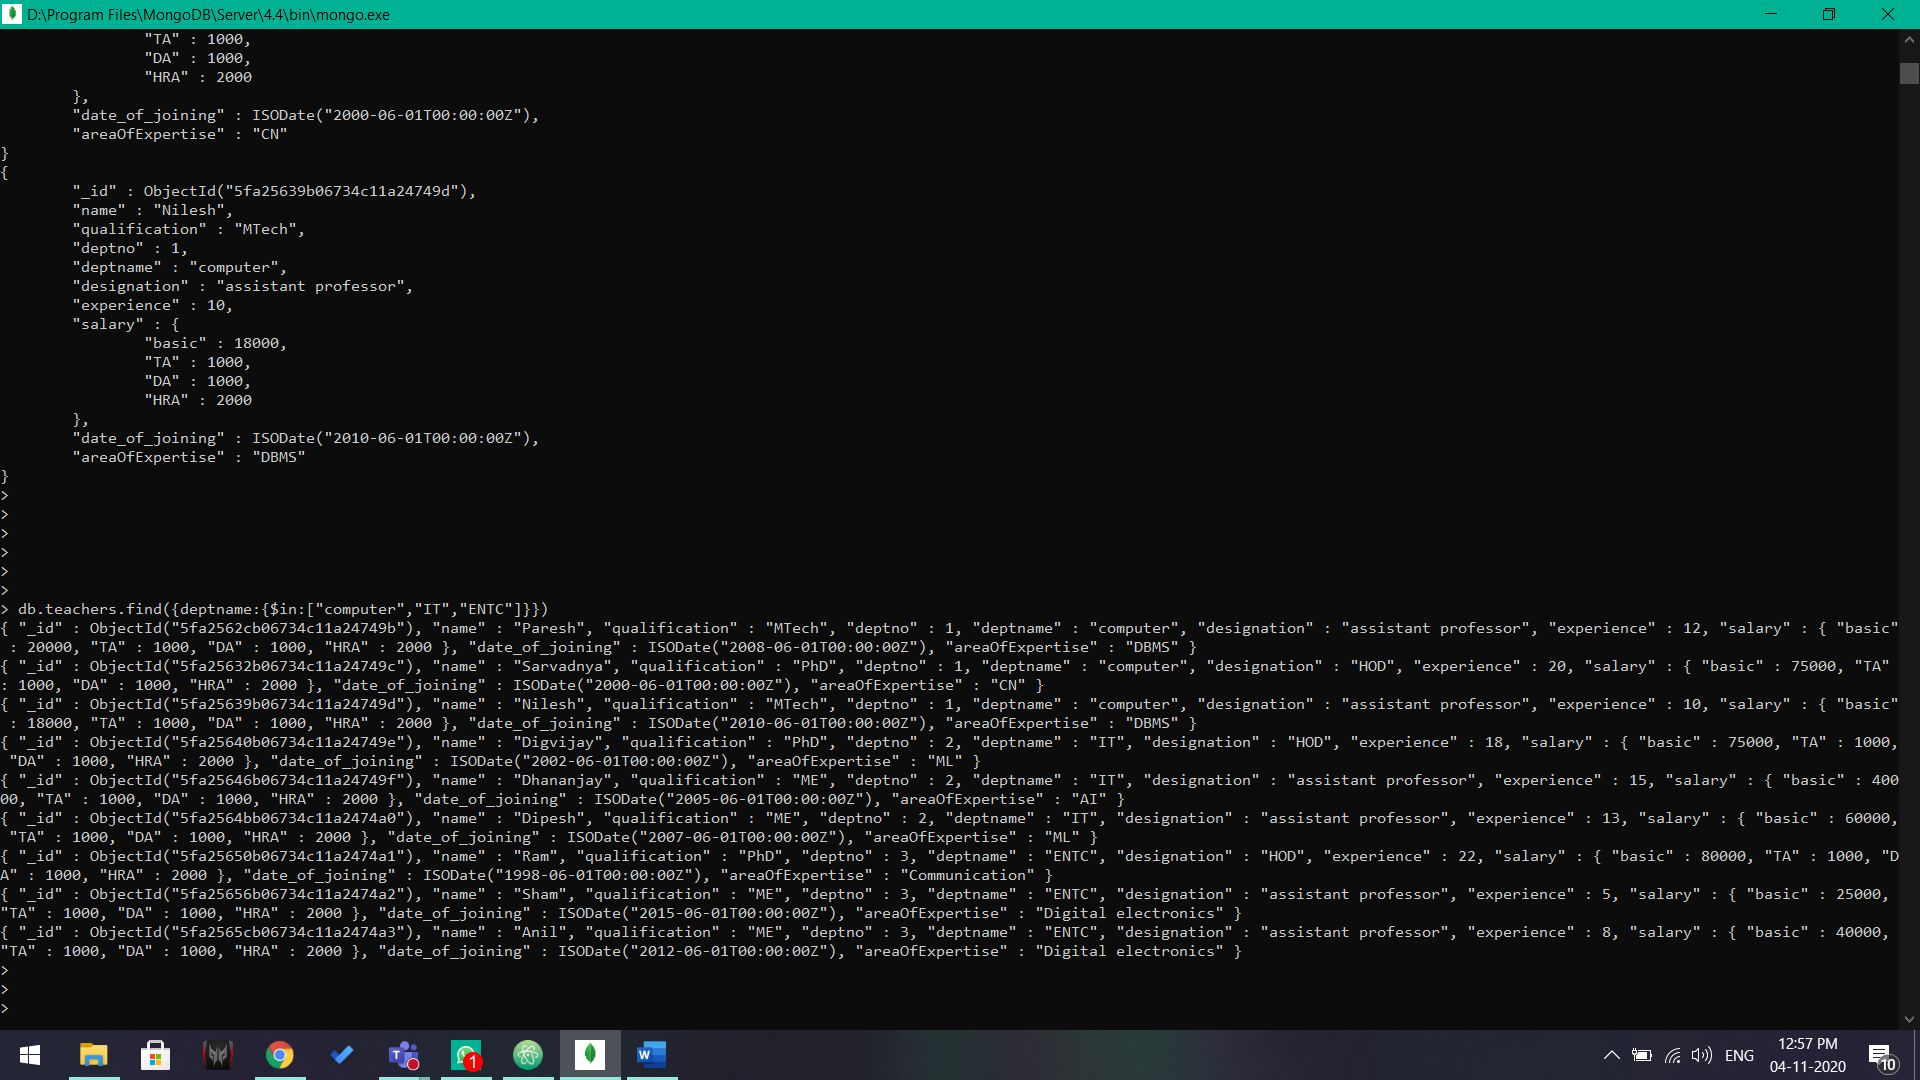 D:\Program Files\MongoDB\Server\4.4\bin\mongo.exe
"TA" : 1000,
"DA" : 1000,
"HRA" : 2000
},
"date_of_joining" : ISODate("2000-06-01T00:00:00Z"),
"areaOfExpertise" : "CN"
}
{
"_id" : ObjectId("5fa25639b06734c11a24749d"),
"name" : "Nilesh",
"qualification" : "MTech",
"deptno" : 1,
"deptname" : "computer",
"designation" : "assistant professor",
"experience" : 10,
"salary" : {
"basic" : 18000,
"TA" : 1000,
"DA" : 1000,
"HRA" : 2000
},
"date_of_joining" : ISODate("2010-06-01T00:00:00Z"),
"areaOfExpertise" : "DBMS"
}
>
>
>
>
>
>
> db.teachers.find({deptname:{$in:["computer","IT","ENTC"]}})
{ "_id" : ObjectId("5fa2562cb06734c11a24749b"), "name" : "Paresh", "qualification" : "MTech", "deptno" : 1, "deptname" : "computer", "designation" : "assistant professor", "experience" : 12, "salary" : { "basic"
: 20000, "TA" : 1000, "DA" : 1000, "HRA" : 2000 }, "date_of_joining" : ISODate("2008-06-01T00:00:00Z"), "areaOfExpertise" : "DBMS" }
{ "_id" : ObjectId("5fa25632b06734c11a24749c"), "name" : "Sarvadnya", "qualification" : "PhD", "deptno" : 1, "deptname" : "computer", "designation" : "HOD", "experience" : 20, "salary" : { "basic" : 75000, "TA"
: 1000, "DA" : 1000, "HRA" : 2000 }, "date_of_joining" : ISODate("2000-06-01T00:00:00Z"), "areaOfExpertise" : "CN" }
{ "_id" : ObjectId("5fa25639b06734c11a24749d"), "name" : "Nilesh", "qualification" : "MTech", "deptno" : 1, "deptname" : "computer", "designation" : "assistant professor", "experience" : 10, "salary" : { "basic"
: 18000, "TA" : 1000, "DA" : 1000, "HRA" : 2000 }, "date_of_joining" : ISODate("2010-06-01T00:00:00Z"), "areaOfExpertise" : "DBMS" }
{ "_id" : ObjectId("5fa25640b06734c11a24749e"), "name" : "Digvijay", "qualification" : "PhD", "deptno" : 2, "deptname" : "IT", "designation" : "HOD", "experience" : 18, "salary" : { "basic" : 75000, "TA" : 1000,
"DA" : 1000, "HRA" : 2000 }, "date_of_joining" : ISODate("2002-06-01T00:00:00Z"), "areaOfExpertise" : "ML" }
{ "_id" : ObjectId("5fa25646b06734c11a24749f"), "name" : "Dhananjay", "qualification" : "ME", "deptno" : 2, "deptname" : "IT", "designation" : "assistant professor", "experience" : 15, "salary" : { "basic" : 400
00, "TA" : 1000, "DA" : 1000, "HRA" : 2000 }, "date_of_joining" : ISODate("2005-06-01T00:00:00Z"), "areaOfExpertise" : "AI" }
{ "_id" : ObjectId("5fa2564bb06734c11a2474a0"), "name" : "Dipesh", "qualification" : "ME", "deptno" : 2, "deptname" : "IT", "designation" : "assistant professor", "experience" : 13, "salary" : { "basic" : 60000,
"TA" : 1000, "DA" : 1000, "HRA" : 2000 }, "date_of_joining" : ISODate("2007-06-01T00:00:00Z"), "areaOfExpertise" : "ML" }
{ "_id" : ObjectId("5fa25650b06734c11a2474a1"), "name" : "Ram", "qualification" : "PhD", "deptno" : 3, "deptname" : "ENTC", "designation" : "HOD", "experience" : 22, "salary" : { "basic" : 80000, "TA" : 1000, "D
A" : 1000, "HRA" : 2000 }, "date_of_joining" : ISODate("1998-06-01T00:00:00Z"), "areaOfExpertise" : "Communication" }
{ "_id" : ObjectId("5fa25656b06734c11a2474a2"), "name" : "Sham", "qualification" : "ME", "deptno" : 3, "deptname" : "ENTC", "designation" : "assistant professor", "experience" : 5, "salary" : { "basic" : 25000,
"TA" : 1000, "DA" : 1000, "HRA" : 2000 }, "date_of_joining" : ISODate("2015-06-01T00:00:00Z"), "areaOfExpertise" : "Digital electronics" }
{ "_id" : ObjectId("5fa2565cb06734c11a2474a3"), "name" : "Anil", "qualification" : "ME", "deptno" : 3, "deptname" : "ENTC", "designation" : "assistant professor", "experience" : 8, "salary" : { "basic" : 40000,
"TA" : 1000, "DA" : 1000, "HRA" : 2000 }, "date_of_joining" : ISODate("2012-06-01T00:00:00Z"), "areaOfExpertise" : "Digital electronics" }
>
>
>
1
ENG
12:57 PM
04-11-2020
10